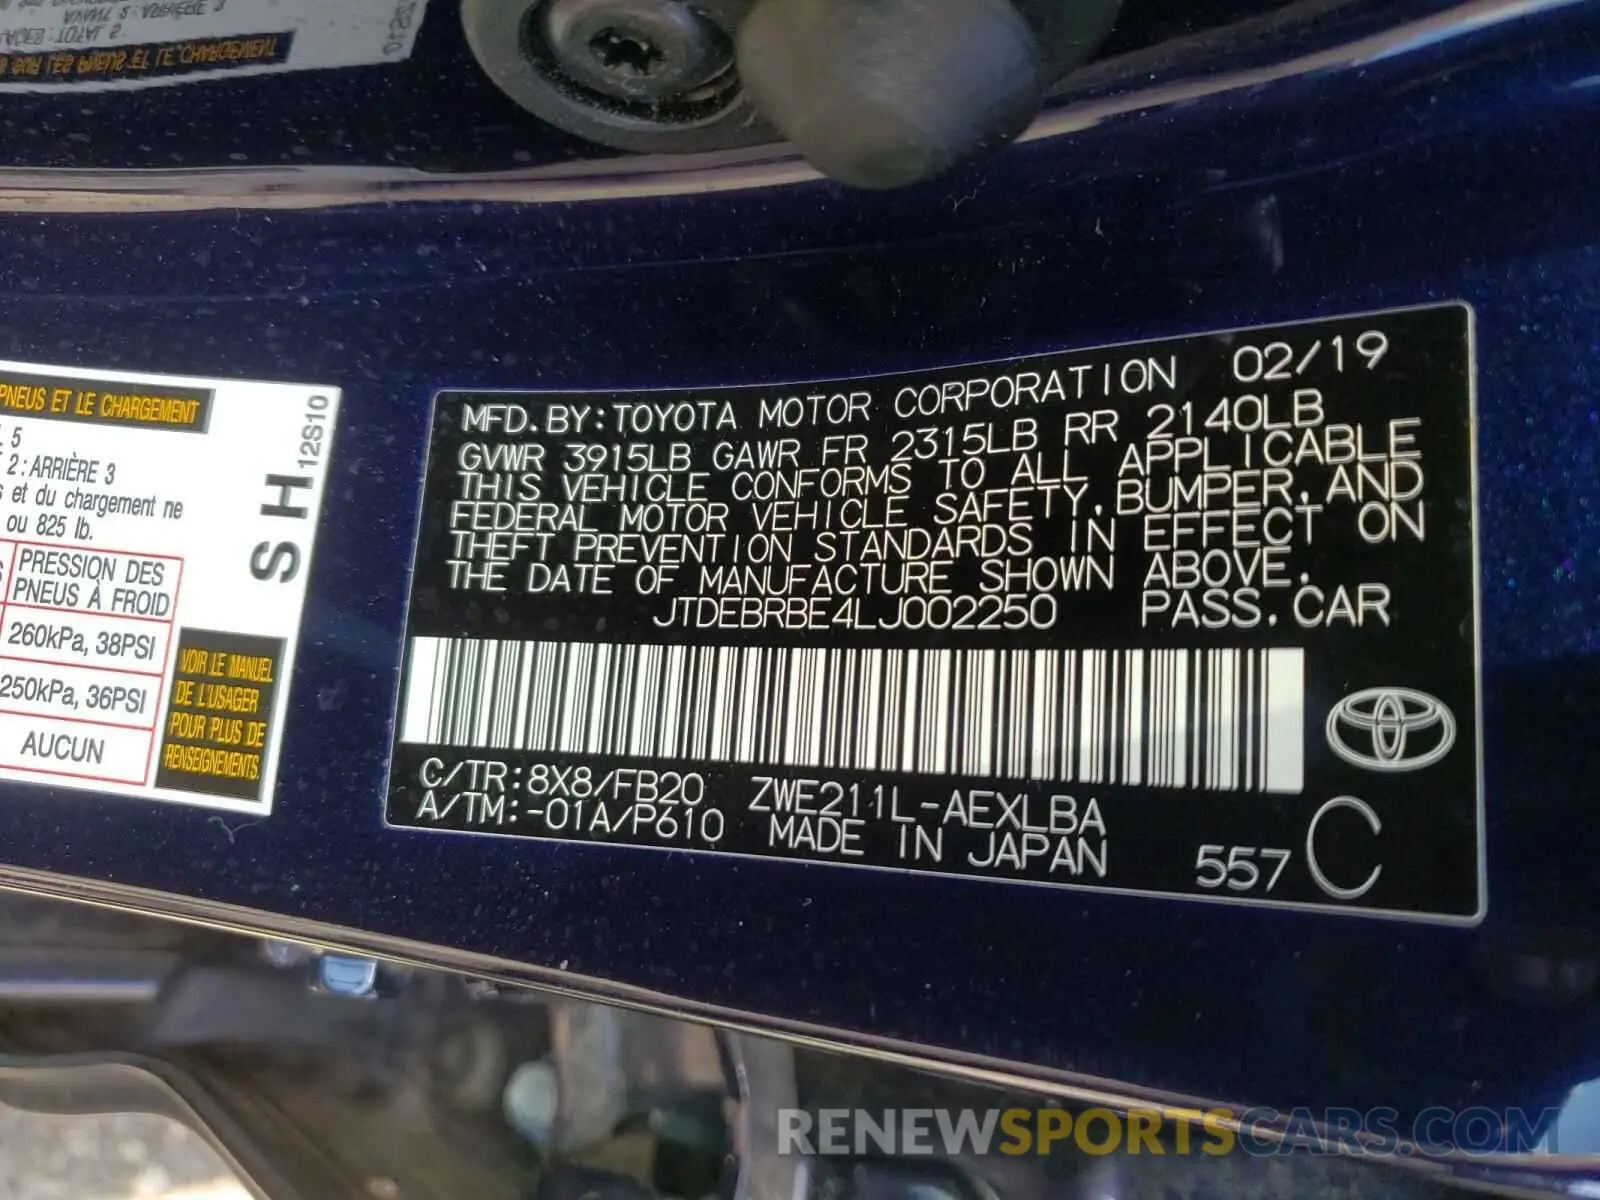 PNEUS ET LE CHARGEMENT
5
2 : ARRIÈRE 3
et du chargement ne
ou 825 lb.
PRESSION DES
PNEUS À FROID
260kPa, 38PSI
250kPa, 36PSI
AUCUN
SH
12S10
VOIR LE MANUEL
DE L'USAGER
POUR PLUS DE
RENSEIGNEMENTS.
MFD. BY: TOYOTA MOTOR CORPORATION 02/19
GVWR 3915LB GAWR FR 2315LB RR 2140LB
THIS VEHICLE CONFORMS TO ALL APPLICABLE
FEDERAL MOTOR VEHICLE SAFETY, BUMPER, AND
THEFT PREVENTION STANDARDS IN EFFECT ON
THE DATE OF MANUFACTURE SHOWN ABOVE.
JTDEBRBE4LJ002250 PASS. CAR
C/TR: 8X8/FB20 ZWE211L-AEXLBA
A/TM: -01A/P610 MADE IN JAPAN
557 C
RENEWSPORTSCARS.COM